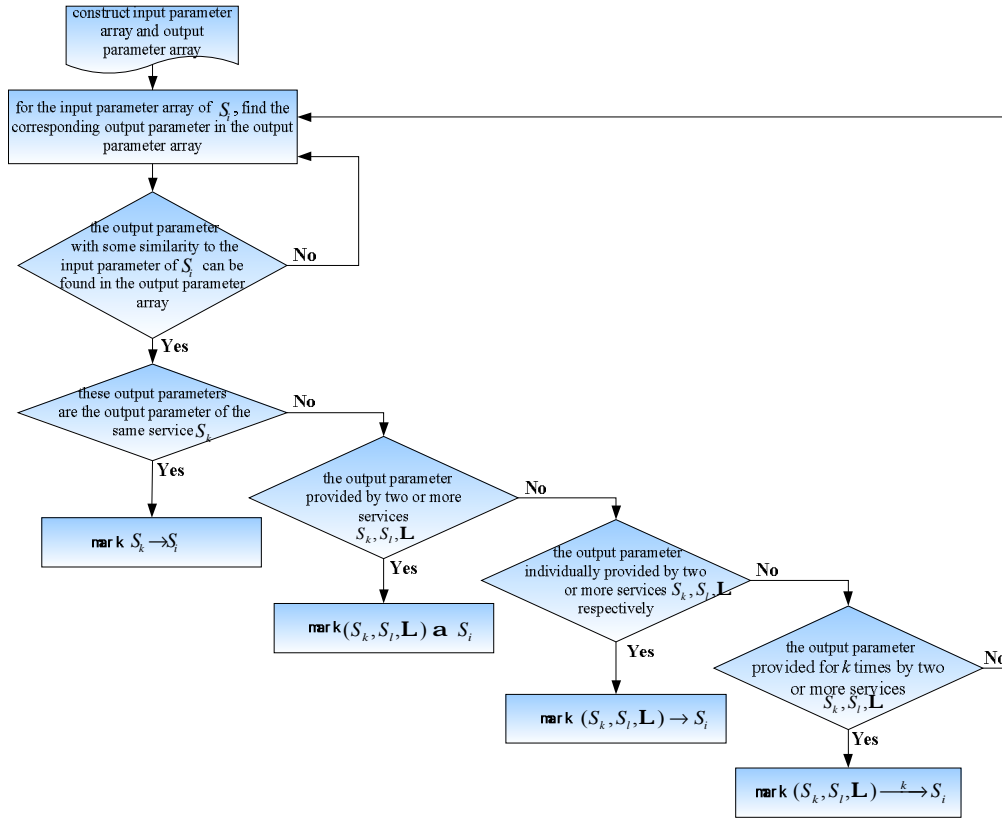 construct input parameter
array and output
parameter array
for the input parameter array of S_i, find the
corresponding output parameter in the output
parameter array
the output parameter
with some similarity to the
input parameter of S_i can be
found in the output parameter
array
No
Yes
these output parameters
are the output parameter of the
same service S_k
No
Yes
mark S_k → S_i
the output parameter
provided by two or more
services
S_k, S_l, L
No
Yes
mark (S_k, S_l, L) a S_i
the output parameter
individually provided by two
or more services S_k, S_l, L
respectively
No
Yes
mark (S_k, S_l, L) → S_i
the output parameter
provided for k times by two
or more services
S_k, S_l, L
No
Yes
mark (S_k, S_l, L) —k→ S_i